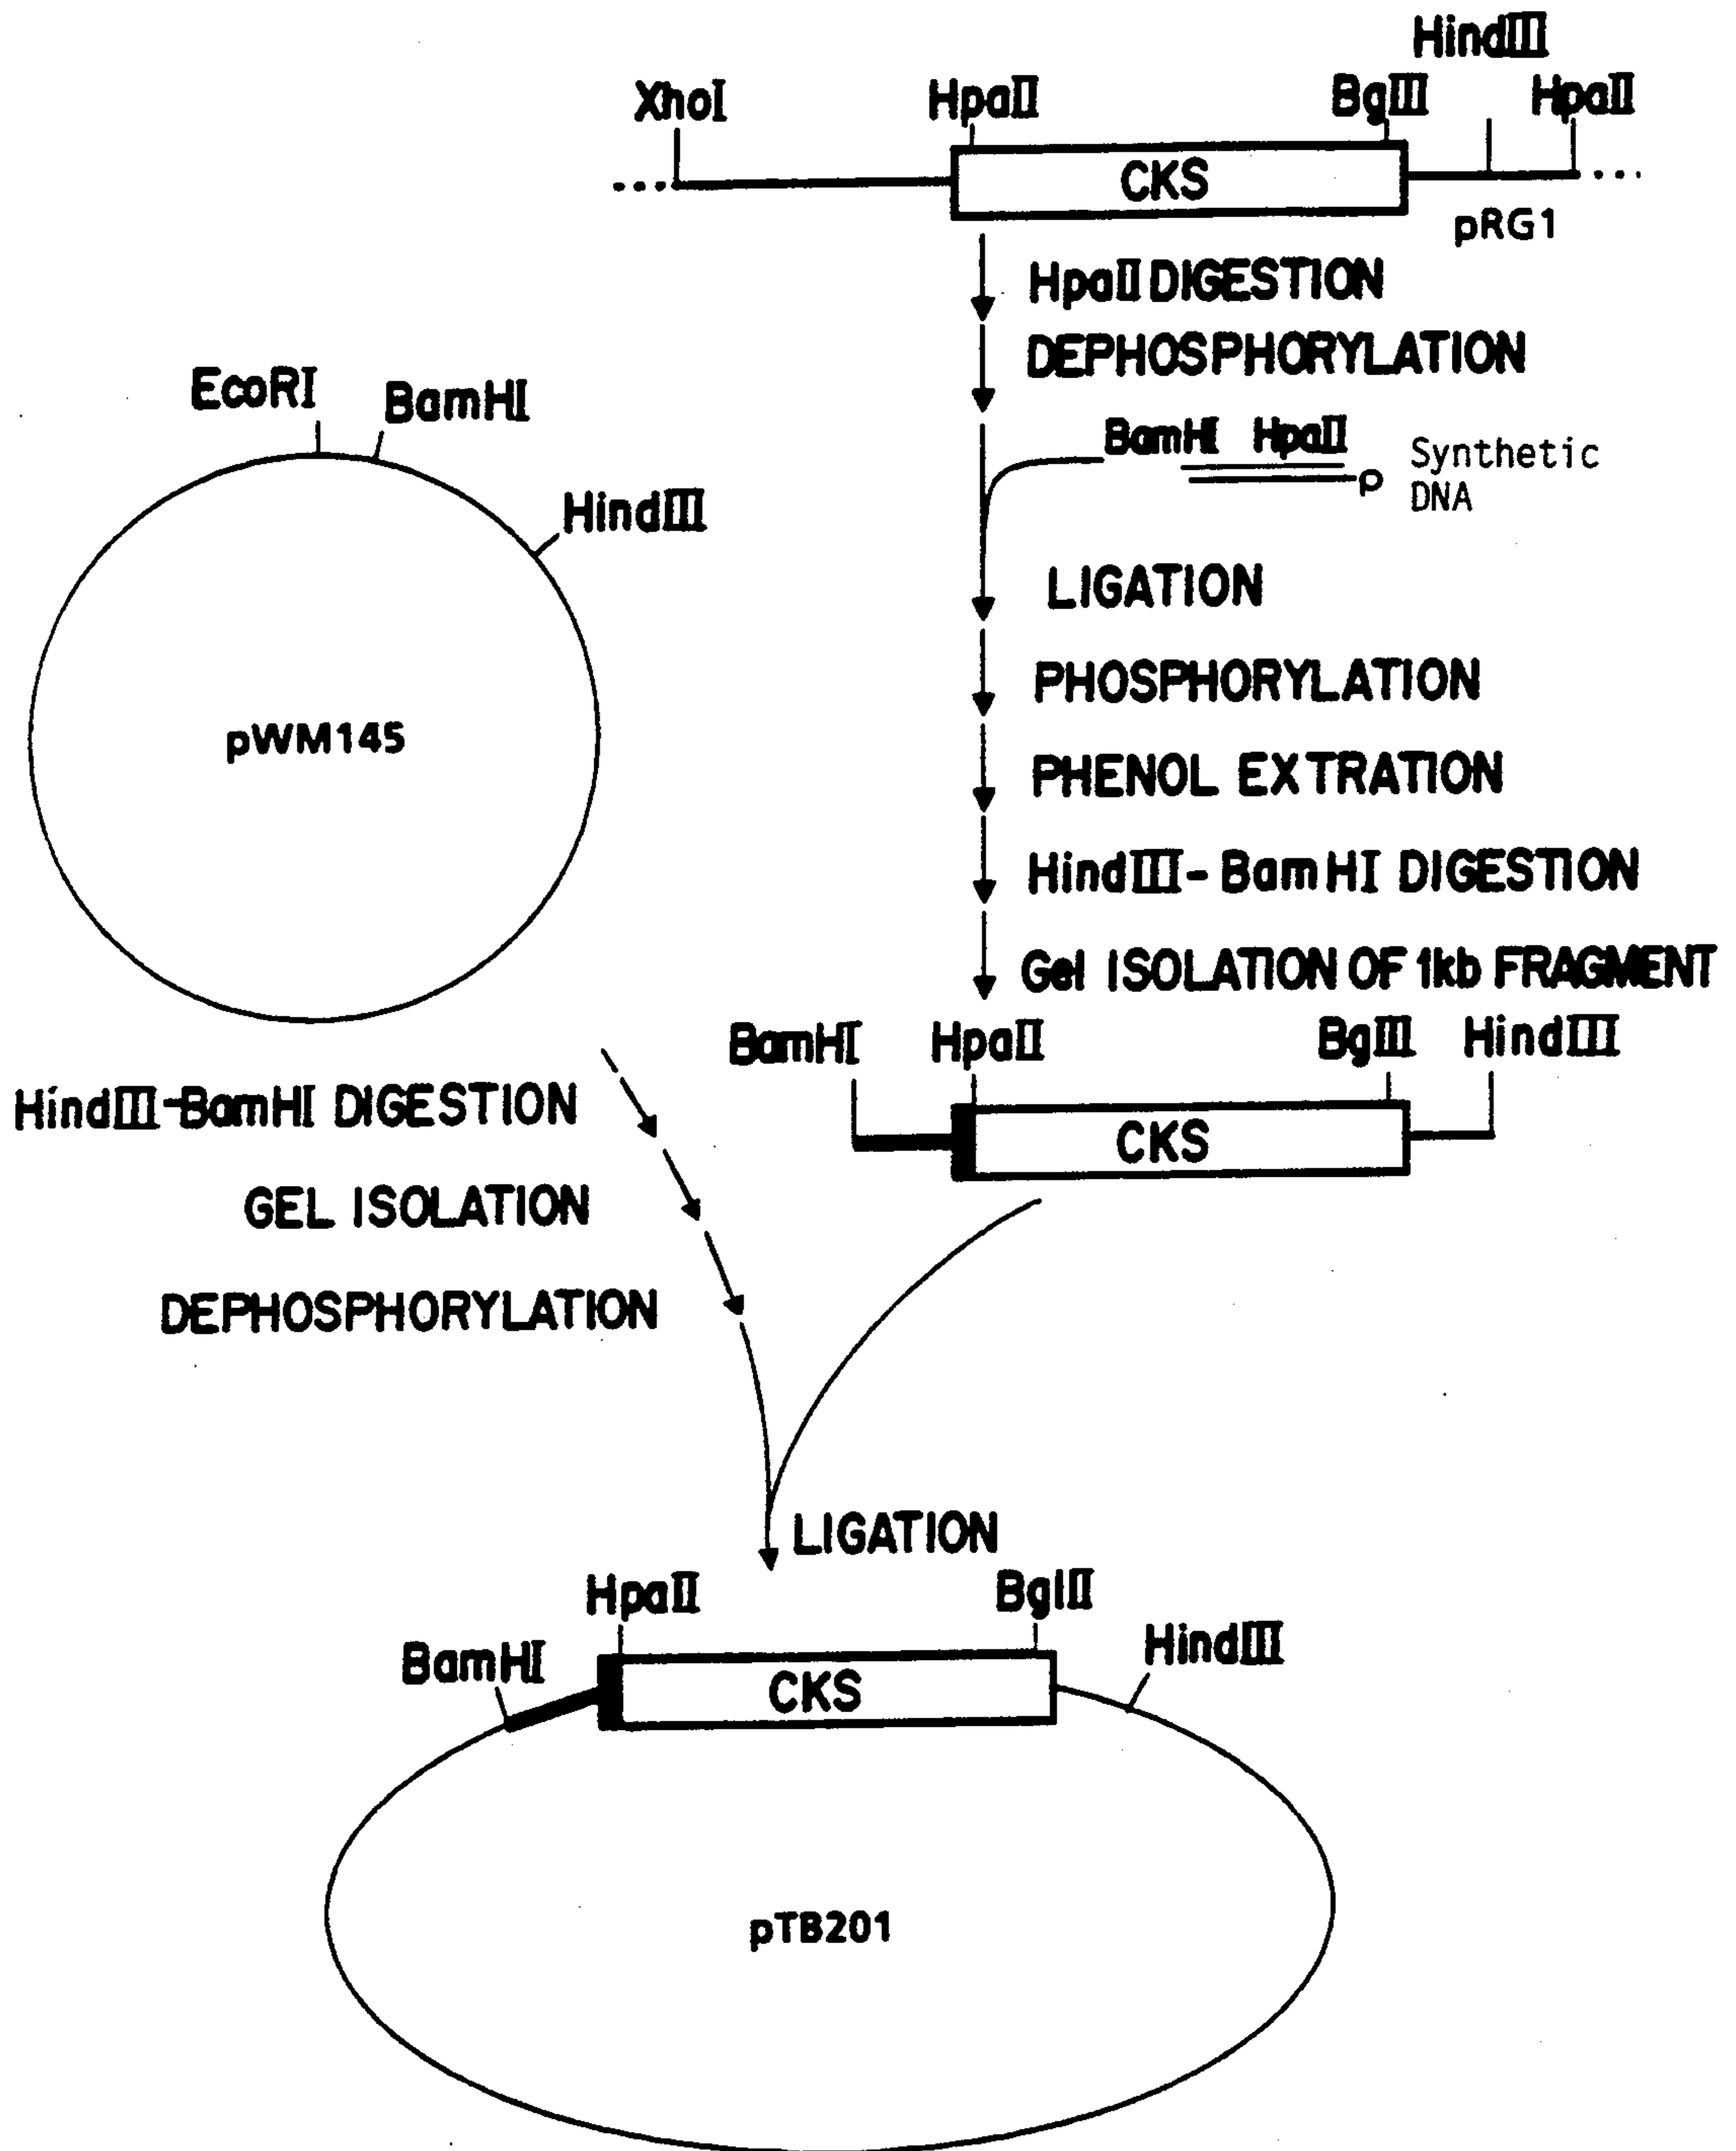 HindIII
XhoI
HpaII
BglII
HpaII
CKS
pRG1
HpaII DIGESTION
DEPHOSPHORYLATION
EcoRI
BamHI
HindIII
pWM145
BamHI HpaII
Synthetic
DNA
p
LIGATION
PHOSPHORYLATION
PHENOL EXTRATION
HindIII-BamHI DIGESTION
Gel ISOLATION OF 1kb FRAGMENT
BamHI
HpaII
BglII
HindIII
CKS
HindIII-BamHI DIGESTION
GEL ISOLATION
DEPHOSPHORYLATION
LIGATION
HpaII
BglII
BamHI
HindIII
CKS
pTB201